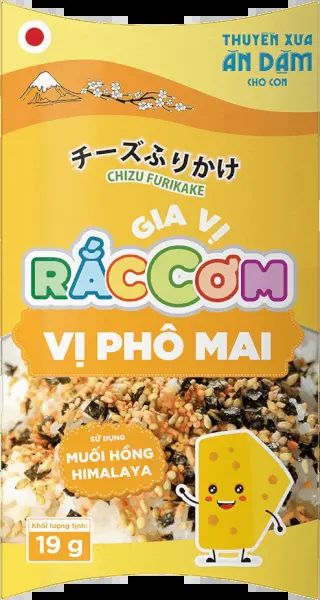 THUYỀN XƯA
ĂN DẶM
CHO CON
チーズふりかけ
CHIZU FURIKAKE
GIA VỊ
RẮC CƠM
VỊ PHÔ MAI
SỬ DỤNG
MUỐI HỒNG
HIMALAYA
Khối lượng tịnh:
19 g